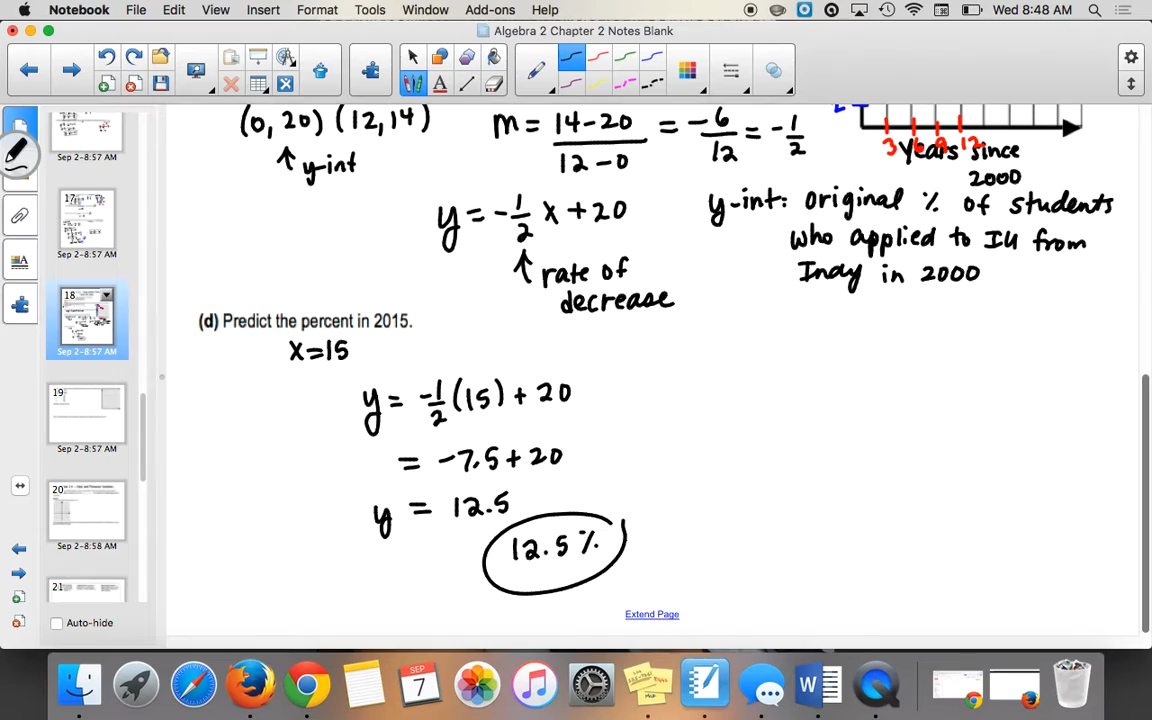 Notebook File Edit View Insert Format Tools Window Add-ons Help Wed 8:48 AM
Algebra 2 Chapter 2 Notes Blank
(0, 20) (12, 14)
y-int
m = 14-20 / 12-0 = -6/12 = -1/2
3 6 9 12
Years since
2000
y = -1/2 x + 20
rate of
decrease
y-int: original % of students
who applied to IU from
Indy in 2000
(d) Predict the percent in 2015.
x=15
y = -1/2 (15) + 20
= -7.5 + 20
y = 12.5
12.5 %
Extend Page
Sep 2-8:57 AM
17
Sep 2-8:57 AM
18
Sep 2-8:57 AM
19
Sep 2-8:57 AM
20
Sep 2-8:58 AM
21
Auto-hide
SEP
7
W